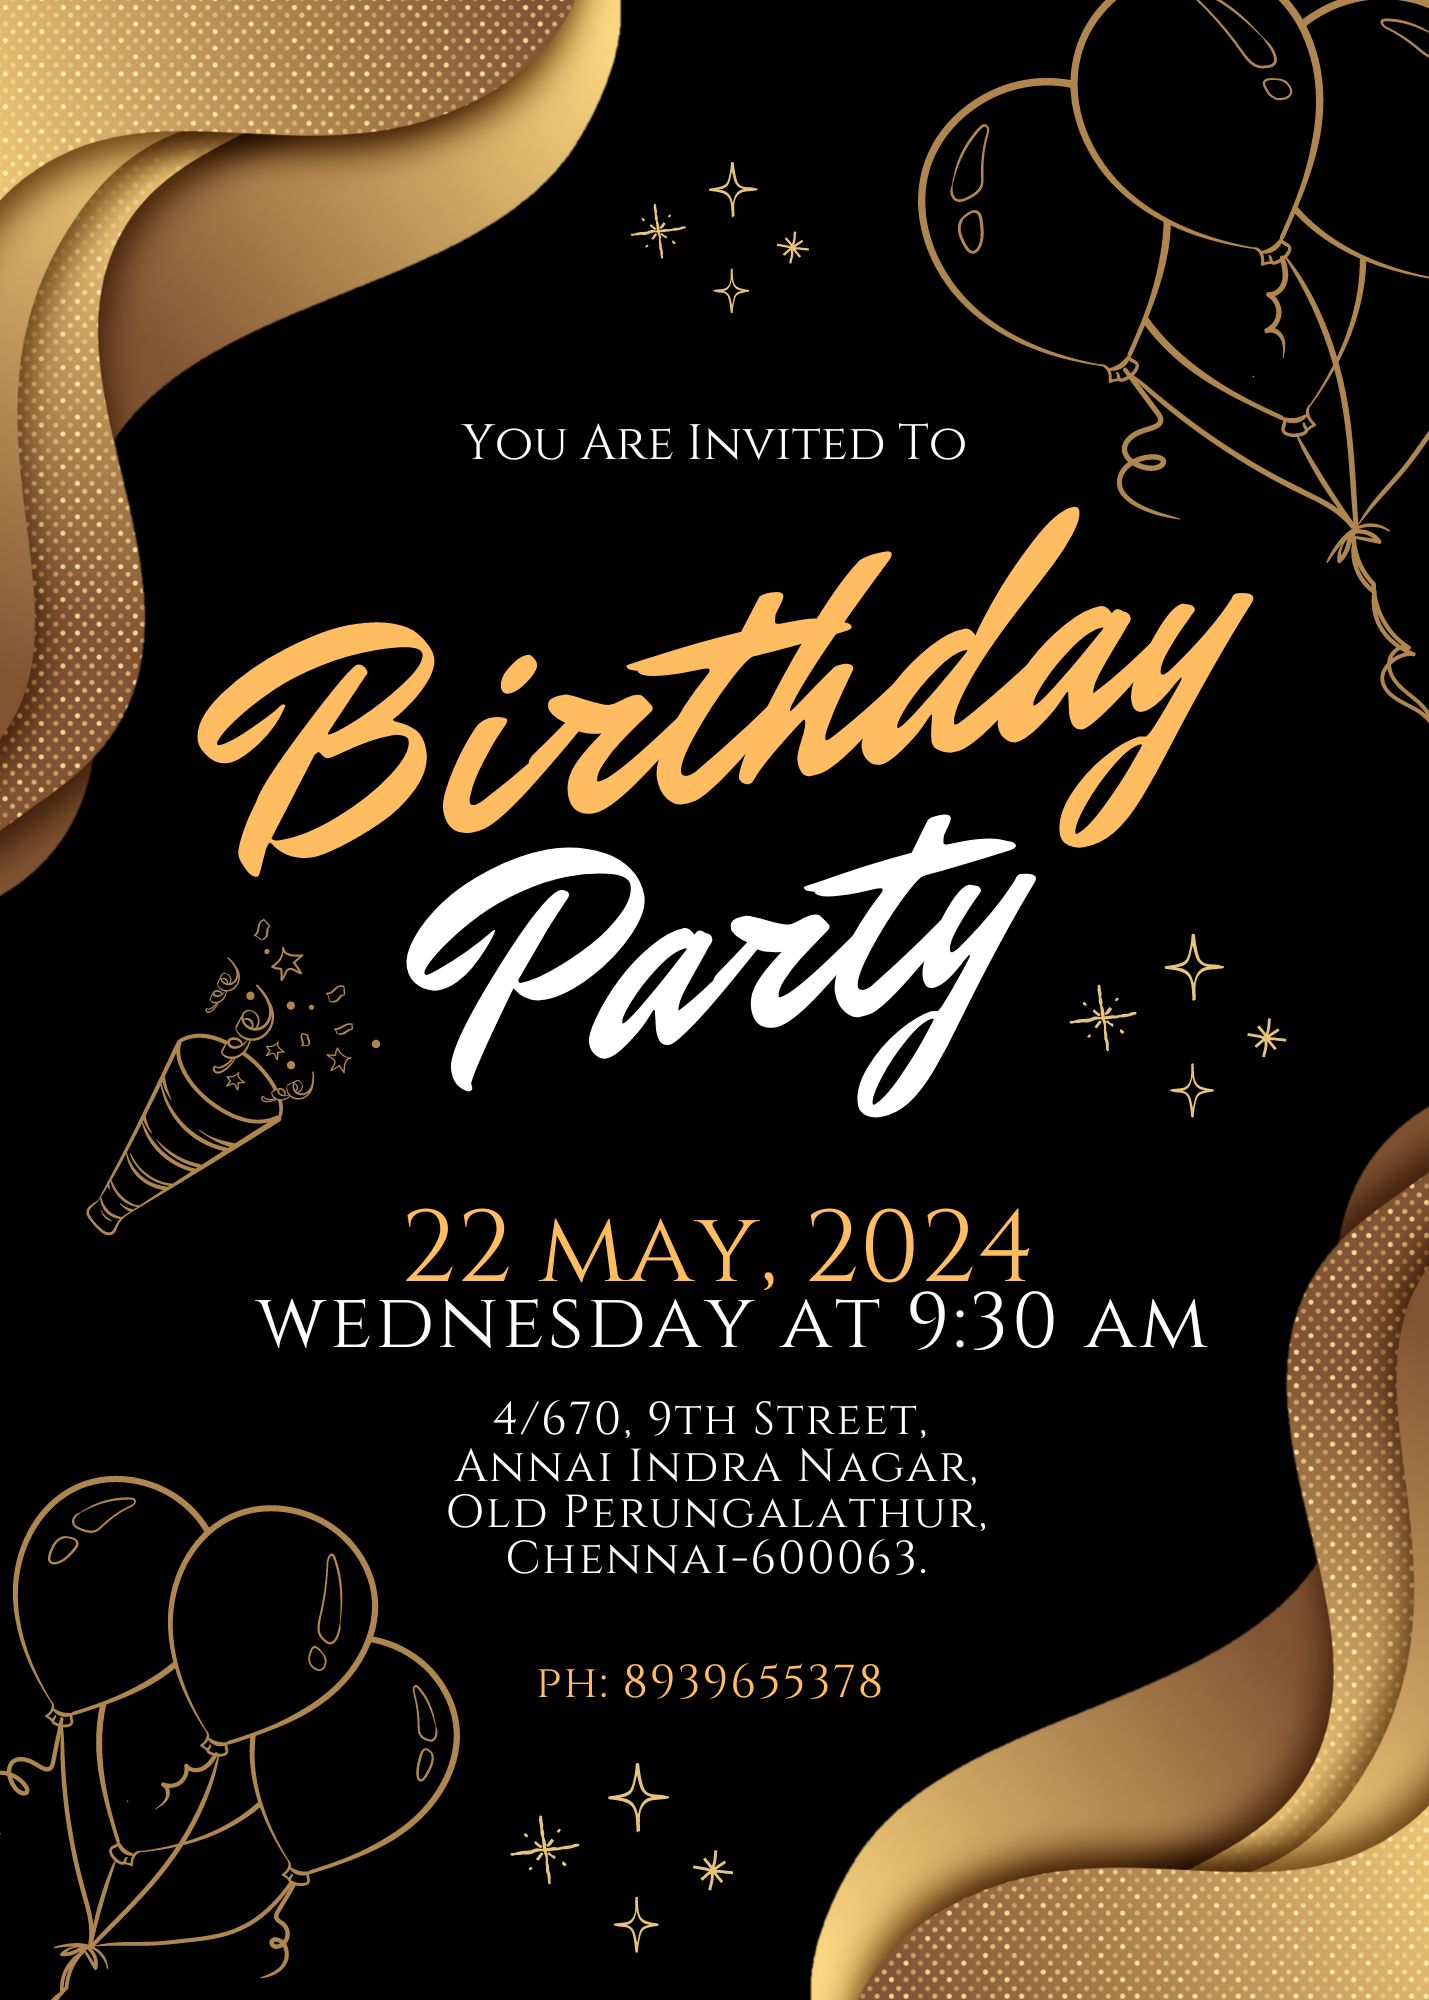 You Are Invited To
Birthday
Party
22 MAY, 2024
WEDNESDAY AT 9:30 AM
4/670, 9TH STREET,
ANNAI INDRA NAGAR,
OLD PERUNGALATHUR,
CHENNAI-600063.
PH: 8939655378